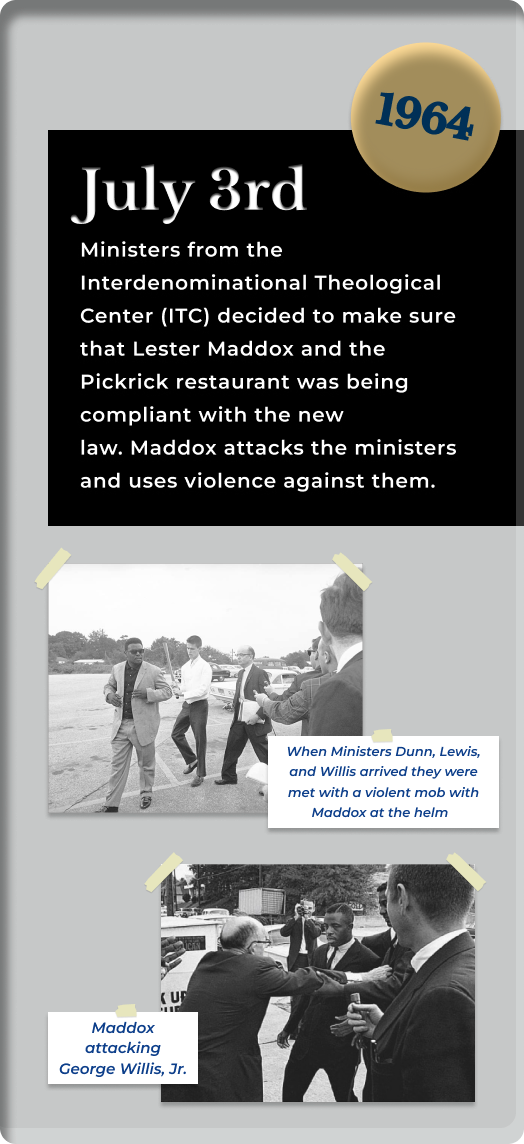 1964
July 3rd
Ministers from the
Interdenominational Theological
Center (ITC) decided to make sure
that Lester Maddox and the
Pickrick restaurant was being
compliant with the new
law. Maddox attacks the ministers
and uses violence against them.
When Ministers Dunn, Lewis,
and Willis arrived they were
met with a violent mob with
Maddox at the helm
K UP
Maddox
attacking
George Willis, Jr.